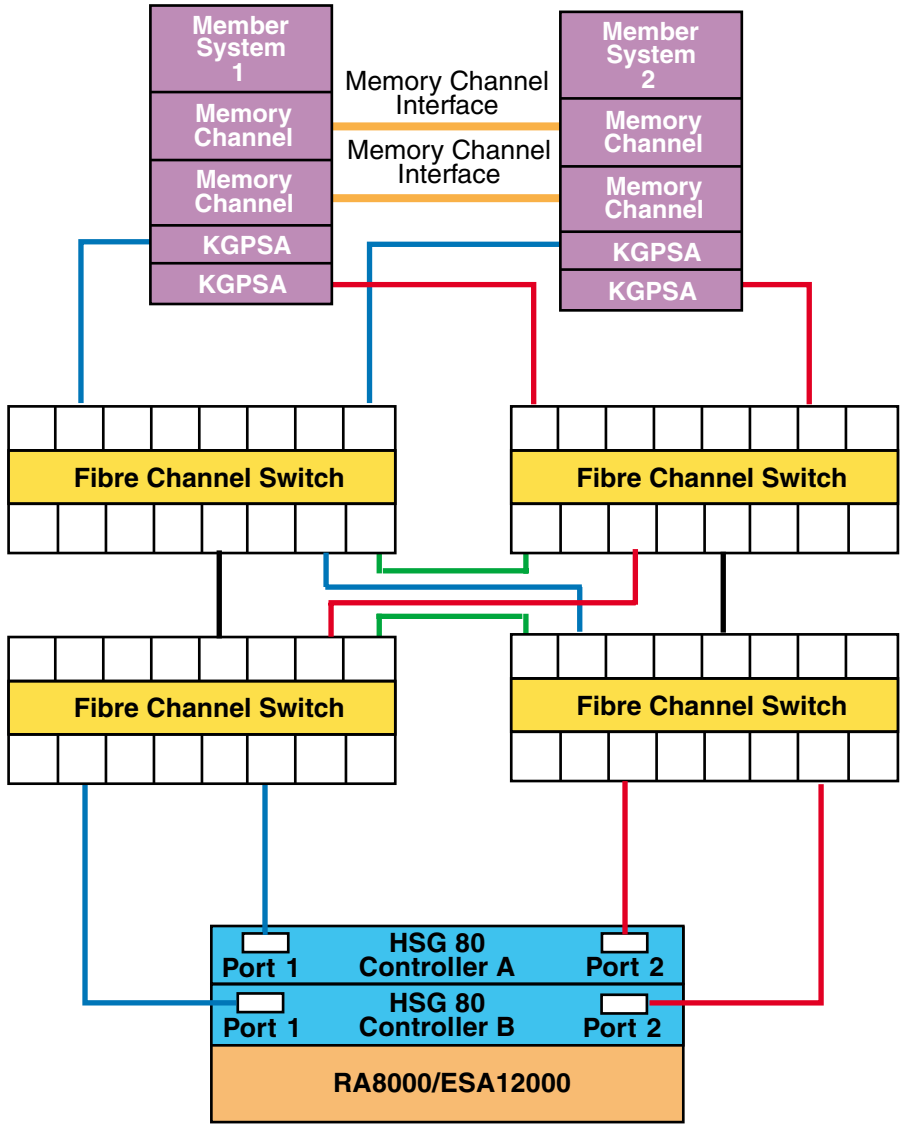 Member
System
1
Memory
Channel
Memory
Channel
KGPSA
KGPSA
Memory Channel
Interface
Memory Channel
Interface
Member
System
2
Memory
Channel
Memory
Channel
KGPSA
KGPSA
Fibre Channel Switch
Fibre Channel Switch
Fibre Channel Switch
Fibre Channel Switch
Port 1
HSG 80
Controller A
Port 2
Port 1
HSG 80
Controller B
Port 2
RA8000/ESA12000